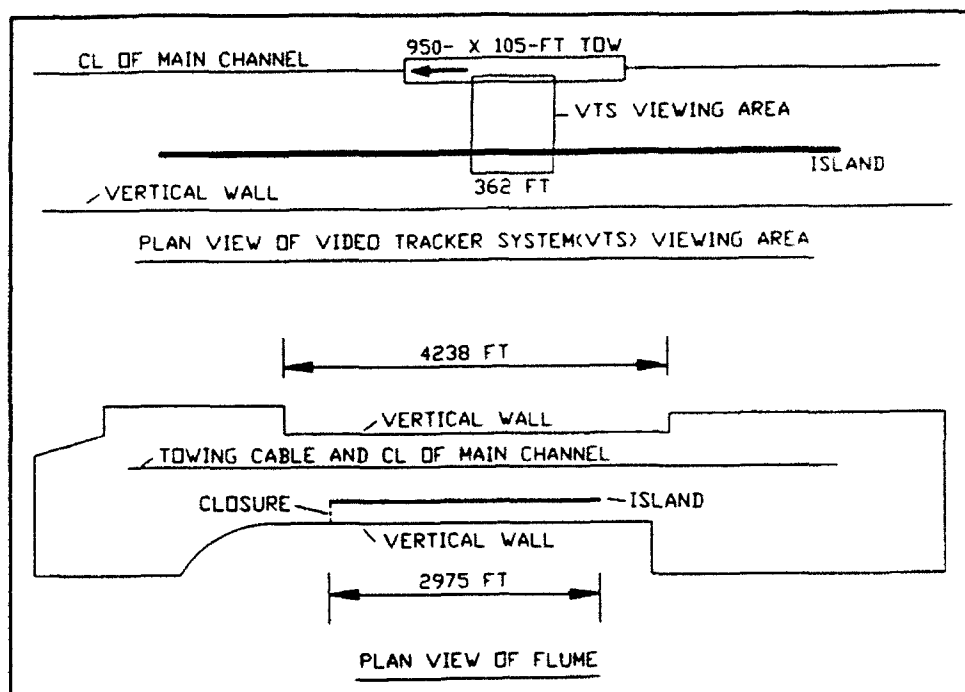 950- X 105-FT TOW
CL OF MAIN CHANNEL
VTS VIEWING AREA
ISLAND
362 FT
VERTICAL WALL
PLAN VIEW OF VIDEO TRACKER SYSTEM(VTS) VIEWING AREA
4238 FT
VERTICAL WALL
TOWING CABLE AND CL OF MAIN CHANNEL
CLOSURE
ISLAND
VERTICAL WALL
2975 FT
PLAN VIEW OF FLUME